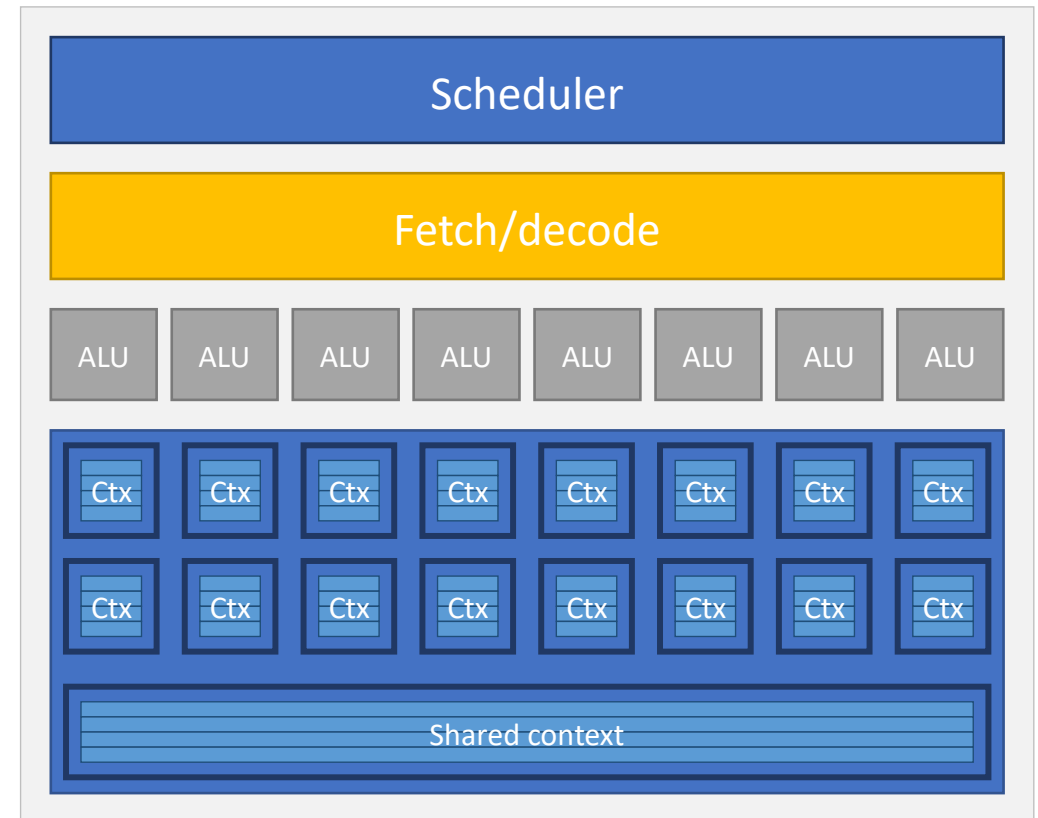 Scheduler
Fetch/decode
ALU ALU ALU ALU ALU ALU ALU ALU
Ctx Ctx Ctx Ctx Ctx Ctx Ctx Ctx
Ctx Ctx Ctx Ctx Ctx Ctx Ctx Ctx
Shared context